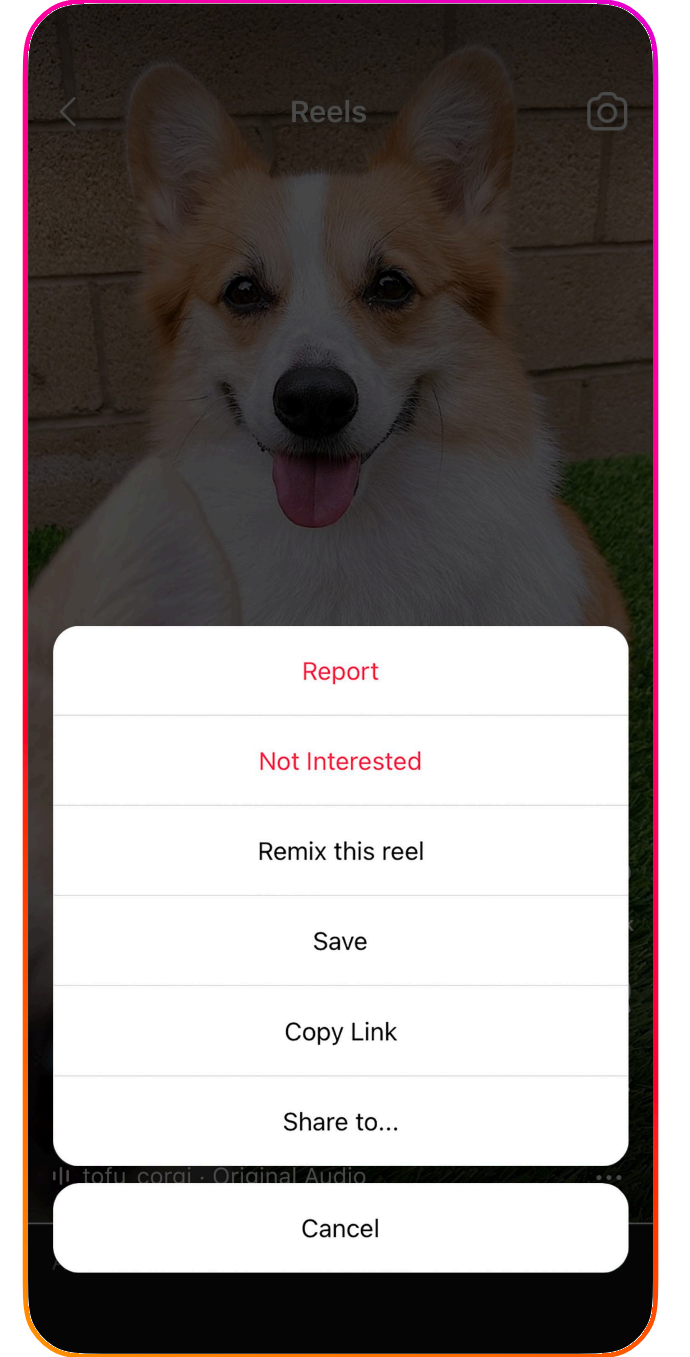 Reels
Report
Not Interested
Remix this reel
Save
Copy Link
Share to...
tofu_corgi · Original Audio
Cancel